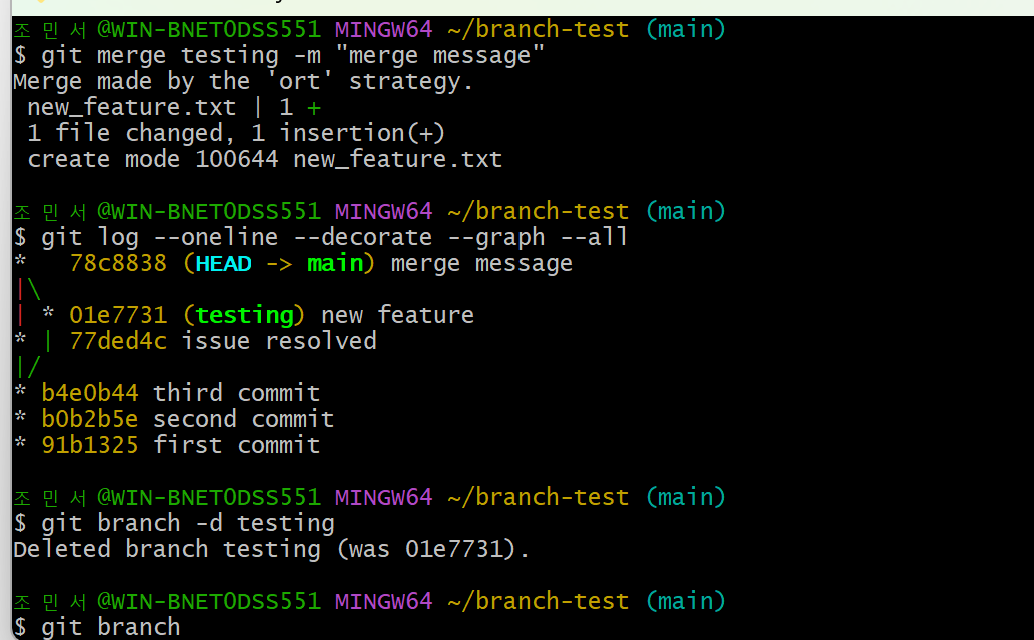 조 민 서 @WIN-BNET0DSS551 MINGW64 ~/branch-test (main)
$ git merge testing -m "merge message"
Merge made by the 'ort' strategy.
 new_feature.txt | 1 +
 1 file changed, 1 insertion(+)
 create mode 100644 new_feature.txt
조 민 서 @WIN-BNET0DSS551 MINGW64 ~/branch-test (main)
$ git log --oneline --decorate --graph --all
*   78c8838 (HEAD -> main) merge message
|\
| * 01e7731 (testing) new feature
* | 77ded4c issue resolved
|/
* b4e0b44 third commit
* b0b2b5e second commit
* 91b1325 first commit
조 민 서 @WIN-BNET0DSS551 MINGW64 ~/branch-test (main)
$ git branch -d testing
Deleted branch testing (was 01e7731).
조 민 서 @WIN-BNET0DSS551 MINGW64 ~/branch-test (main)
$ git branch